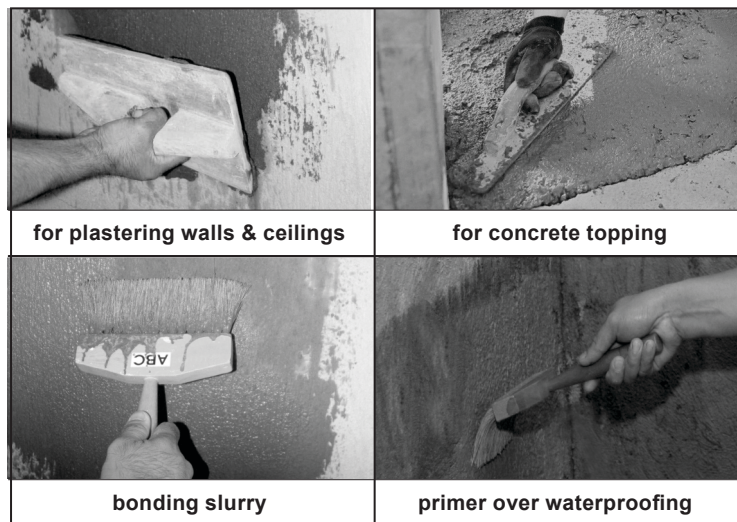 for plastering walls & ceilings
for concrete topping
ABC
bonding slurry
primer over waterproofing